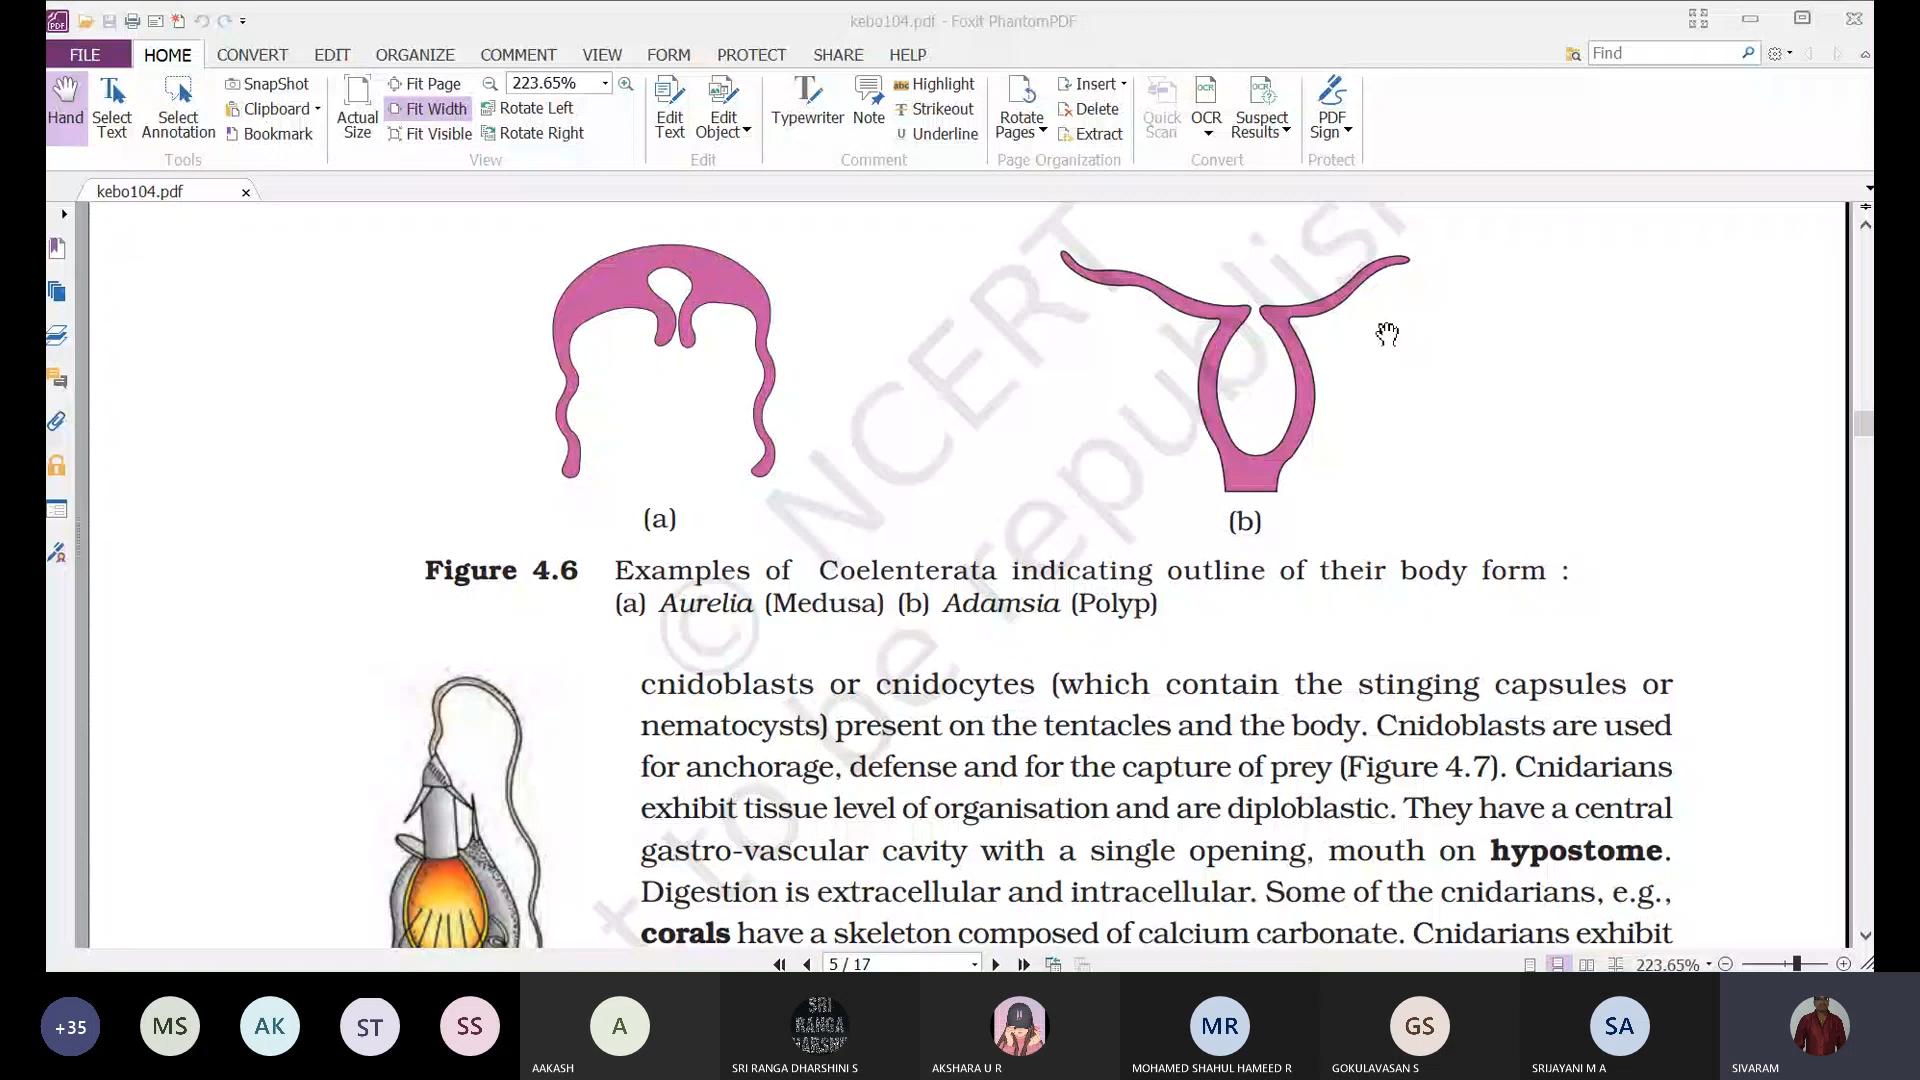 kebo104.pdf - Foxit PhantomPDF
FILE HOME CONVERT EDIT ORGANIZE COMMENT VIEW FORM PROTECT SHARE HELP Find
Hand
Select Text
Select Annotation
SnapShot
Clipboard
Bookmark
Tools
Actual Size
Fit Page
Fit Width
Fit Visible
223.65%
Rotate Left
Rotate Right
View
Edit Text
Edit Object
Edit
Typewriter
Note
Highlight
Strikeout
Underline
Comment
Rotate Pages
Insert
Delete
Extract
Page Organization
Quick Scan
OCR
Suspect Results
Convert
PDF Sign
Protect
kebo104.pdf
© NCERT
t to be republis
(a) (b)
Figure 4.6 Examples of Coelenterata indicating outline of their body form :
(a) Aurelia (Medusa) (b) Adamsia (Polyp)
cnidoblasts or cnidocytes (which contain the stinging capsules or
nematocysts) present on the tentacles and the body. Cnidoblasts are used
for anchorage, defense and for the capture of prey (Figure 4.7). Cnidarians
exhibit tissue level of organisation and are diploblastic. They have a central
gastro-vascular cavity with a single opening, mouth on hypostome.
Digestion is extracellular and intracellular. Some of the cnidarians, e.g.,
corals have a skeleton composed of calcium carbonate. Cnidarians exhibit
5 / 17 223.65%
+35 MS AK ST SS A MR GS SA
SRI
RANGA
AAKASH SRI RANGA DHARSHINI S AKSHARA U R MOHAMED SHAHUL HAMEED R GOKULAVASAN S SRIJAYANI M A SIVARAM